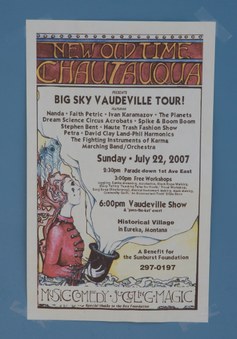 NEW OLD TIME
CHAUTAUQUA
PRESENTS
BIG SKY VAUDEVILLE TOUR!
featuring
Nanda • Faith Petric • Ivan Karamazov • The Planets
Dream Science Circus Acrobats • Spike & Boom Boom
Stephen Bent • Haute Trash Fashion Show
Petra • David Clay Land-Phil Harmonics
The Fighting Instruments of Karma
Marching Band/Orchestra
Sunday • July 22, 2007
2:30pm Parade down 1st Ave East
3:00pm Free Workshops
6:00pm Vaudeville Show
Historical Village
in Eureka, Montana
A Benefit for
the Sunburst Foundation
297-0197
MUSIC•COMEDY•JUGGLING•MAGIC